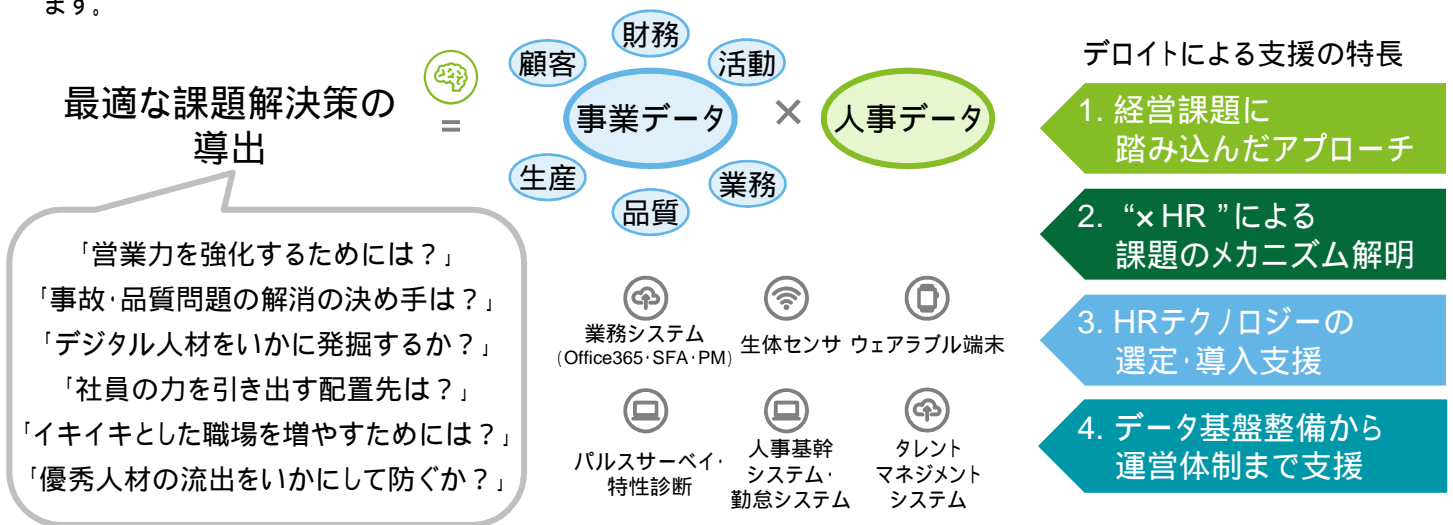 ます。
最適な課題解決策の
導出
=
財務
顧客
活動
事業データ
×
人事データ
生産
業務
品質
「営業力を強化するためには？」
「事故・品質問題の解消の決め手は？」
「デジタル人材をいかに発掘するか？」
「社員の力を引き出す配置先は？」
「イキイキとした職場を増やすためには？」
「優秀人材の流出をいかにして防ぐか？」
業務システム
(Office365・SFA・PM)
生体センサ
ウェアラブル端末
パルスサーベイ・
特性診断
人事基幹
システム・
勤怠システム
タレント
マネジメント
システム
デロイトによる支援の特長
1. 経営課題に
踏み込んだアプローチ
2. “×HR ”による
課題のメカニズム解明
3. HRテクノロジーの
選定・導入支援
4. データ基盤整備から
運営体制まで支援